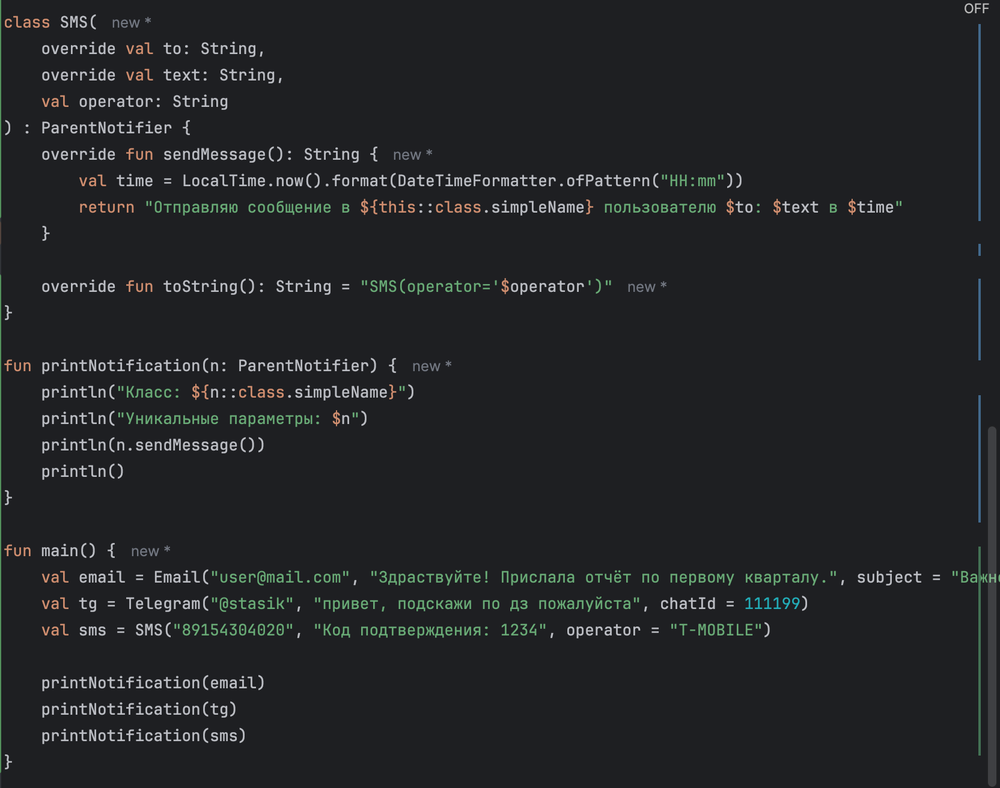 OFF
class SMS( new *
    override val to: String,
    override val text: String,
    val operator: String
) : ParentNotifier {
    override fun sendMessage(): String { new *
        val time = LocalTime.now().format(DateTimeFormatter.ofPattern("HH:mm"))
        return "Отправляю сообщение в ${this::class.simpleName} пользователю $to: $text в $time"
    }
    override fun toString(): String = "SMS(operator='$operator')" new *
}
fun printNotification(n: ParentNotifier) { new *
    println("Класс: ${n::class.simpleName}")
    println("Уникальные параметры: $n")
    println(n.sendMessage())
    println()
}
fun main() { new *
    val email = Email("user@mail.com", "Здраствуйте! Прислала отчёт по первому кварталу.", subject = "Важн
    val tg = Telegram("@stasik", "привет, подскажи по дз пожалуйста", chatId = 111199)
    val sms = SMS("89154304020", "Код подтверждения: 1234", operator = "T-MOBILE")
    printNotification(email)
    printNotification(tg)
    printNotification(sms)
}